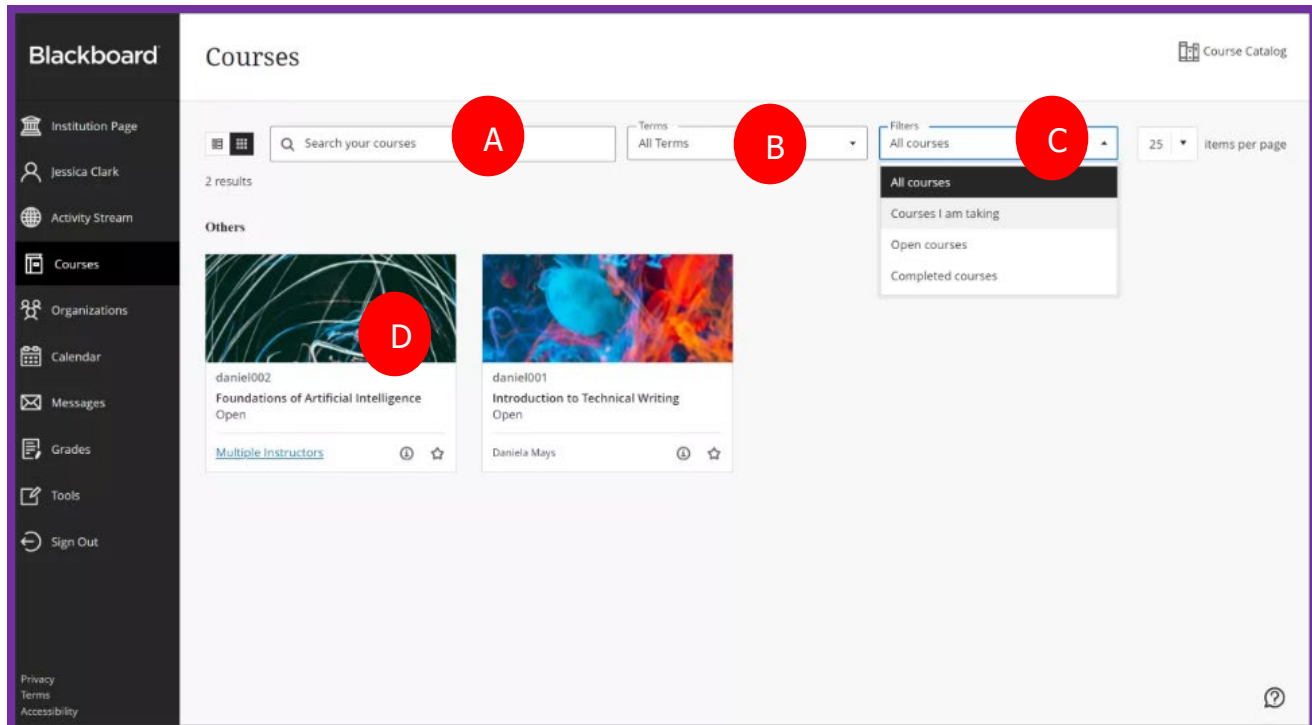 Blackboard
Institution Page
Jessica Clark
Activity Stream
Courses
Organizations
Calendar
Messages
Grades
Tools
Sign Out
Privacy
Terms
Accessibility
Courses
Course Catalog
Search your courses
A
Terms
All Terms
B
Filters
All courses
C
25
items per page
All courses
Courses I am taking
Open courses
Completed courses
2 results
Others
D
daniel002
Foundations of Artificial Intelligence
Open
Multiple Instructors
daniel001
Introduction to Technical Writing
Open
Daniela Mays